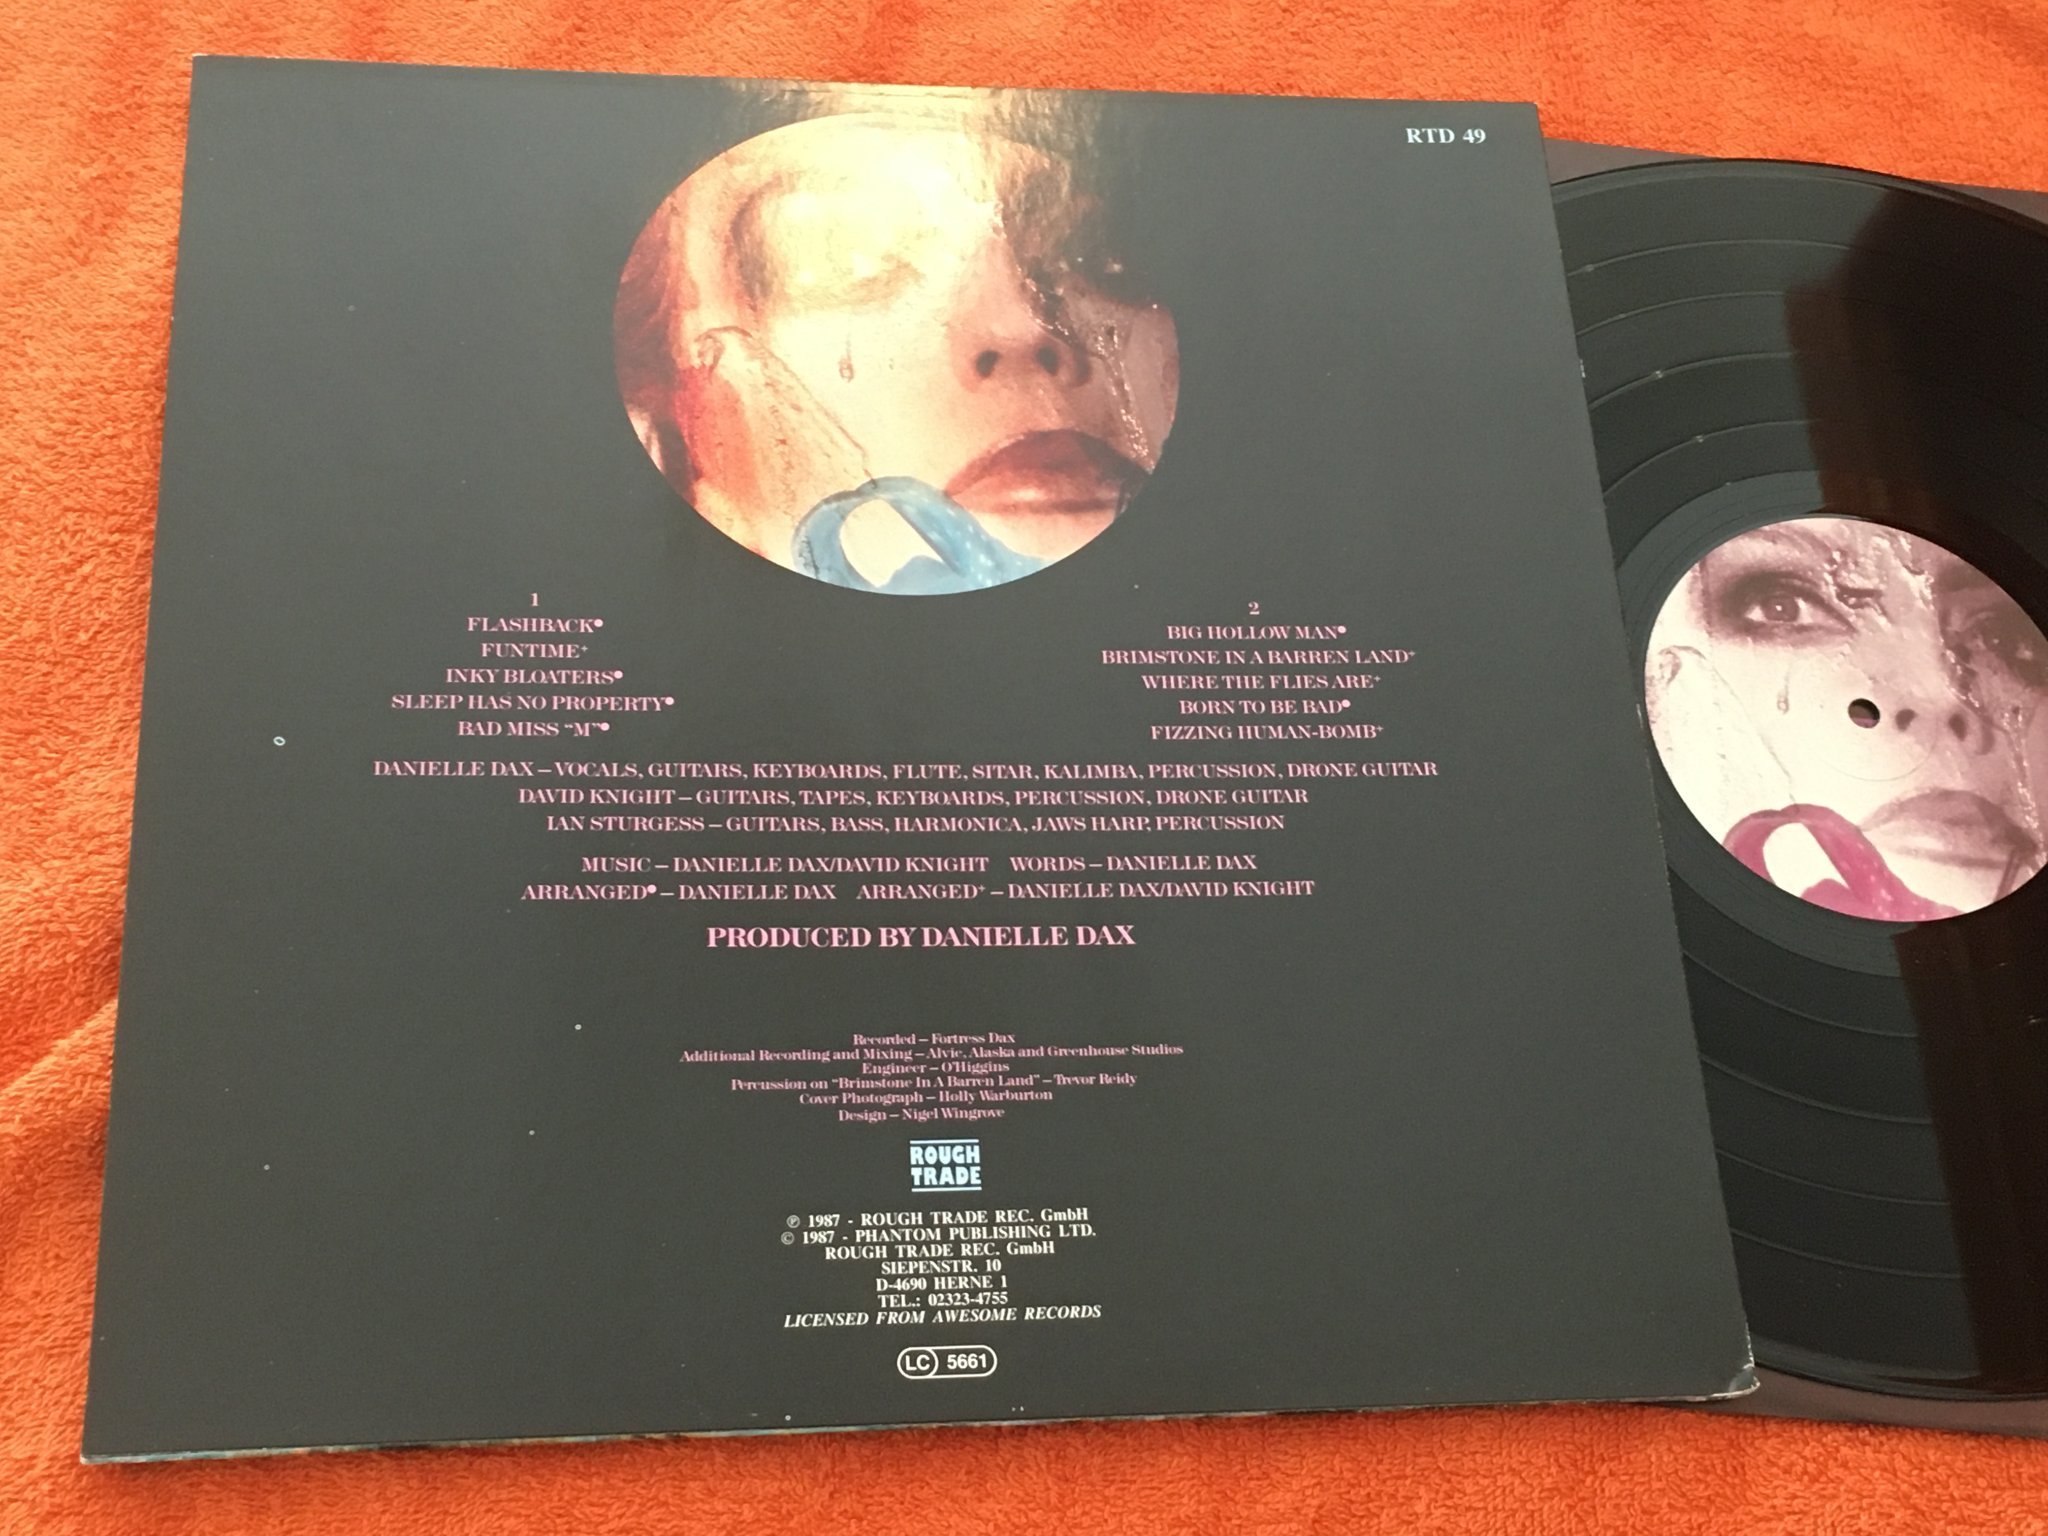 RTD 49
1
FLASHBACK●
FUNTIME+
INKY BLOATERS●
SLEEP HAS NO PROPERTY●
BAD MISS “M”●
2
BIG HOLLOW MAN●
BRIMSTONE IN A BARREN LAND+
WHERE THE FLIES ARE+
BORN TO BE BAD●
FIZZING HUMAN-BOMB+
DANIELLE DAX – VOCALS, GUITARS, KEYBOARDS, FLUTE, SITAR, KALIMBA, PERCUSSION, DRONE GUITAR
DAVID KNIGHT – GUITARS, TAPES, KEYBOARDS, PERCUSSION, DRONE GUITAR
IAN STURGESS – GUITARS, BASS, HARMONICA, JAWS HARP, PERCUSSION
MUSIC – DANIELLE DAX/DAVID KNIGHT WORDS – DANIELLE DAX
ARRANGED● – DANIELLE DAX ARRANGED+ – DANIELLE DAX/DAVID KNIGHT
PRODUCED BY DANIELLE DAX
Recorded – Fortress Dax
Additional Recording and Mixing – Alvic, Alaska and Greenhouse Studios
Engineer – O'Higgins
Percussion on “Brimstone In A Barren Land” – Trevor Reidy
Cover Photograph – Holly Warburton
Design – Nigel Wingrove
ROUGH
TRADE
℗ 1987 - ROUGH TRADE REC. GmbH
© 1987 - PHANTOM PUBLISHING LTD.
ROUGH TRADE REC. GmbH
SIEPENSTR. 10
D-4690 HERNE 1
TEL.: 02323-4755
LICENSED FROM AWESOME RECORDS
LC 5661